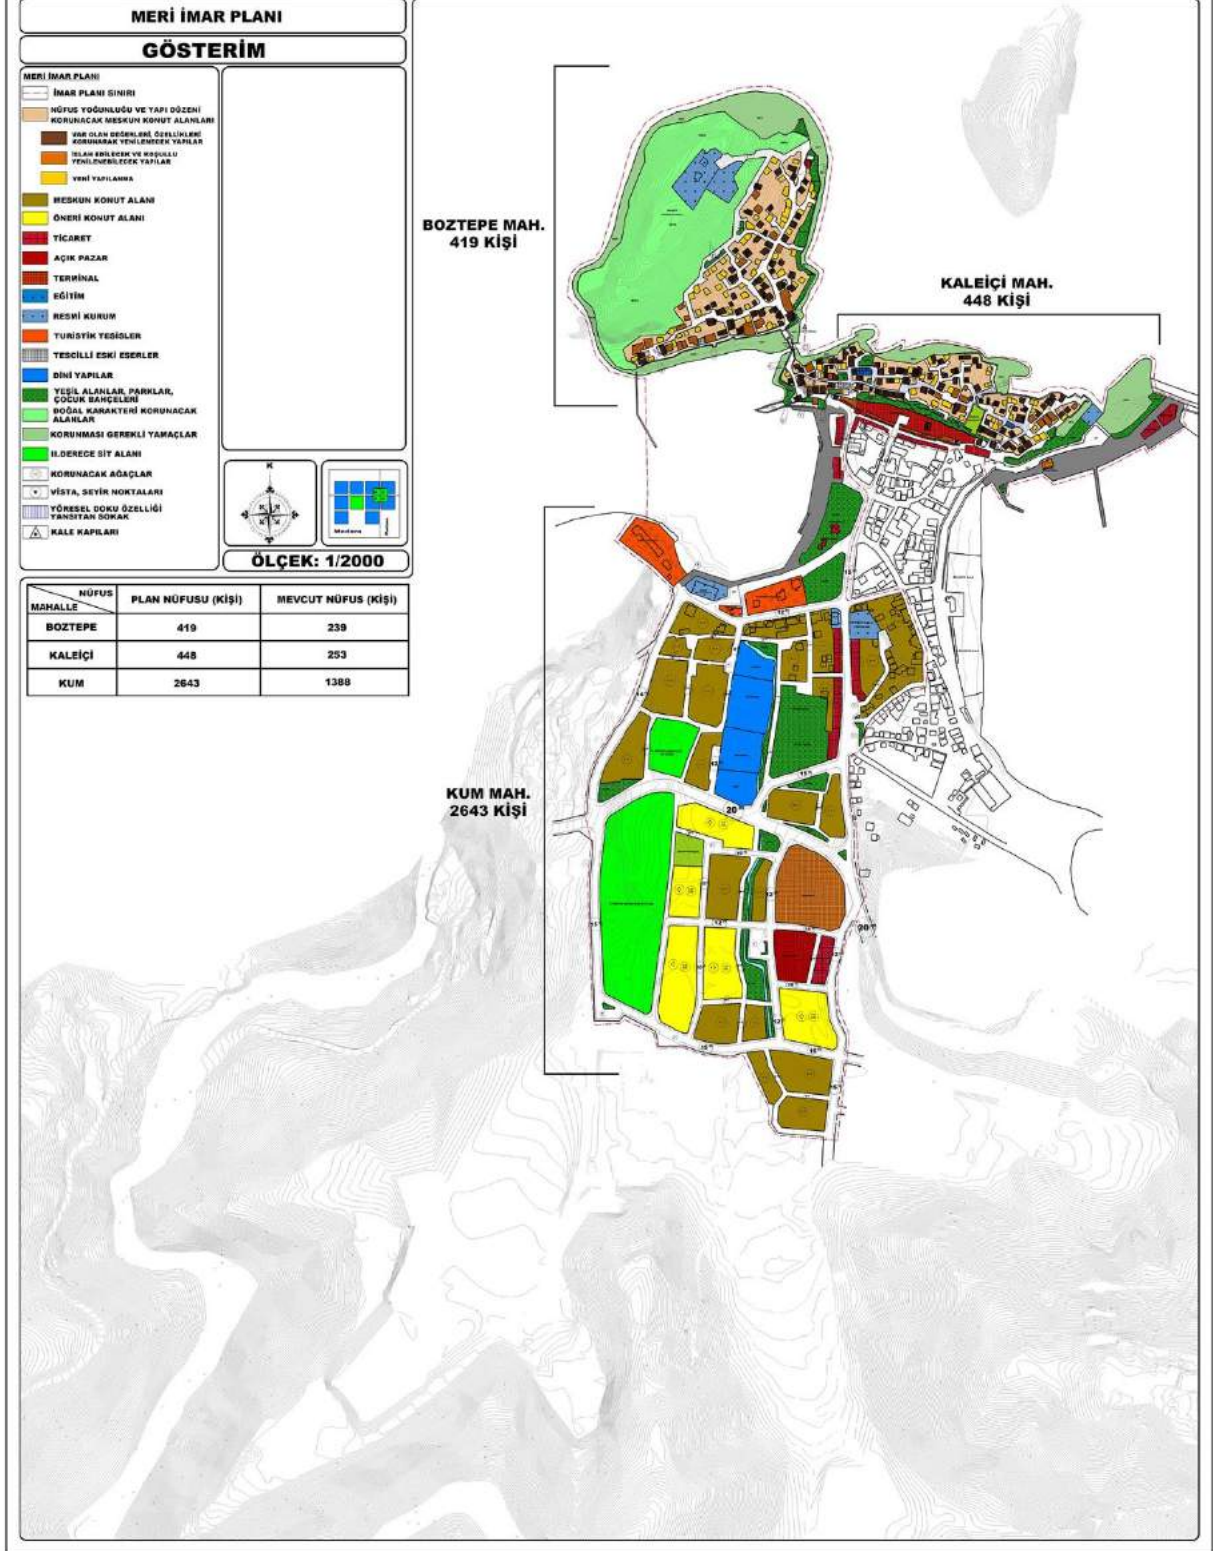 MERİ İMAR PLANI
GÖSTERİM
MERİ İMAR PLANI
İMAR PLANI SINIRI
NÜFUS YOĞUNLUĞU VE YAPI DÜZENİ
KORUNACAK MESKUN KONUT ALANLARI
VAR OLAN DEĞERLERİ, ÖZELLİKLERİ
KORUNARAK YENİLENECEK YAPILAR
ISLAH EDİLECEK VE KOŞULLU
YENİLENEBİLECEK YAPILAR
YENİ YAPILANMA
MESKUN KONUT ALANI
ÖNERİ KONUT ALANI
TİCARET
AÇIK PAZAR
TERMİNAL
EĞİTİM
RESMİ KURUM
TURİSTİK TESİSLER
TESCİLLİ ESKİ ESERLER
DİNİ YAPILAR
YEŞİL ALANLAR, PARKLAR,
ÇOCUK BAHÇELERİ
DOĞAL KARAKTERİ KORUNACAK
ALANLAR
KORUNMASI GEREKLİ YAMAÇLAR
II.DERECE SİT ALANI
KORUNACAK AĞAÇLAR
VİSTA, SEYİR NOKTALARI
YÖRESEL DOKU ÖZELLİĞİ
YANSITAN SOKAK
KALE KAPILARI
K
ÖLÇEK: 1/2000
NÜFUS
MAHALLE
PLAN NÜFUSU (KİŞİ)
MEVCUT NÜFUS (KİŞİ)
BOZTEPE 419 239
KALEİÇİ 448 253
KUM 2643 1388
BOZTEPE MAH.
419 KİŞİ
KALEİÇİ MAH.
448 KİŞİ
KUM MAH.
2643 KİŞİ
20
20